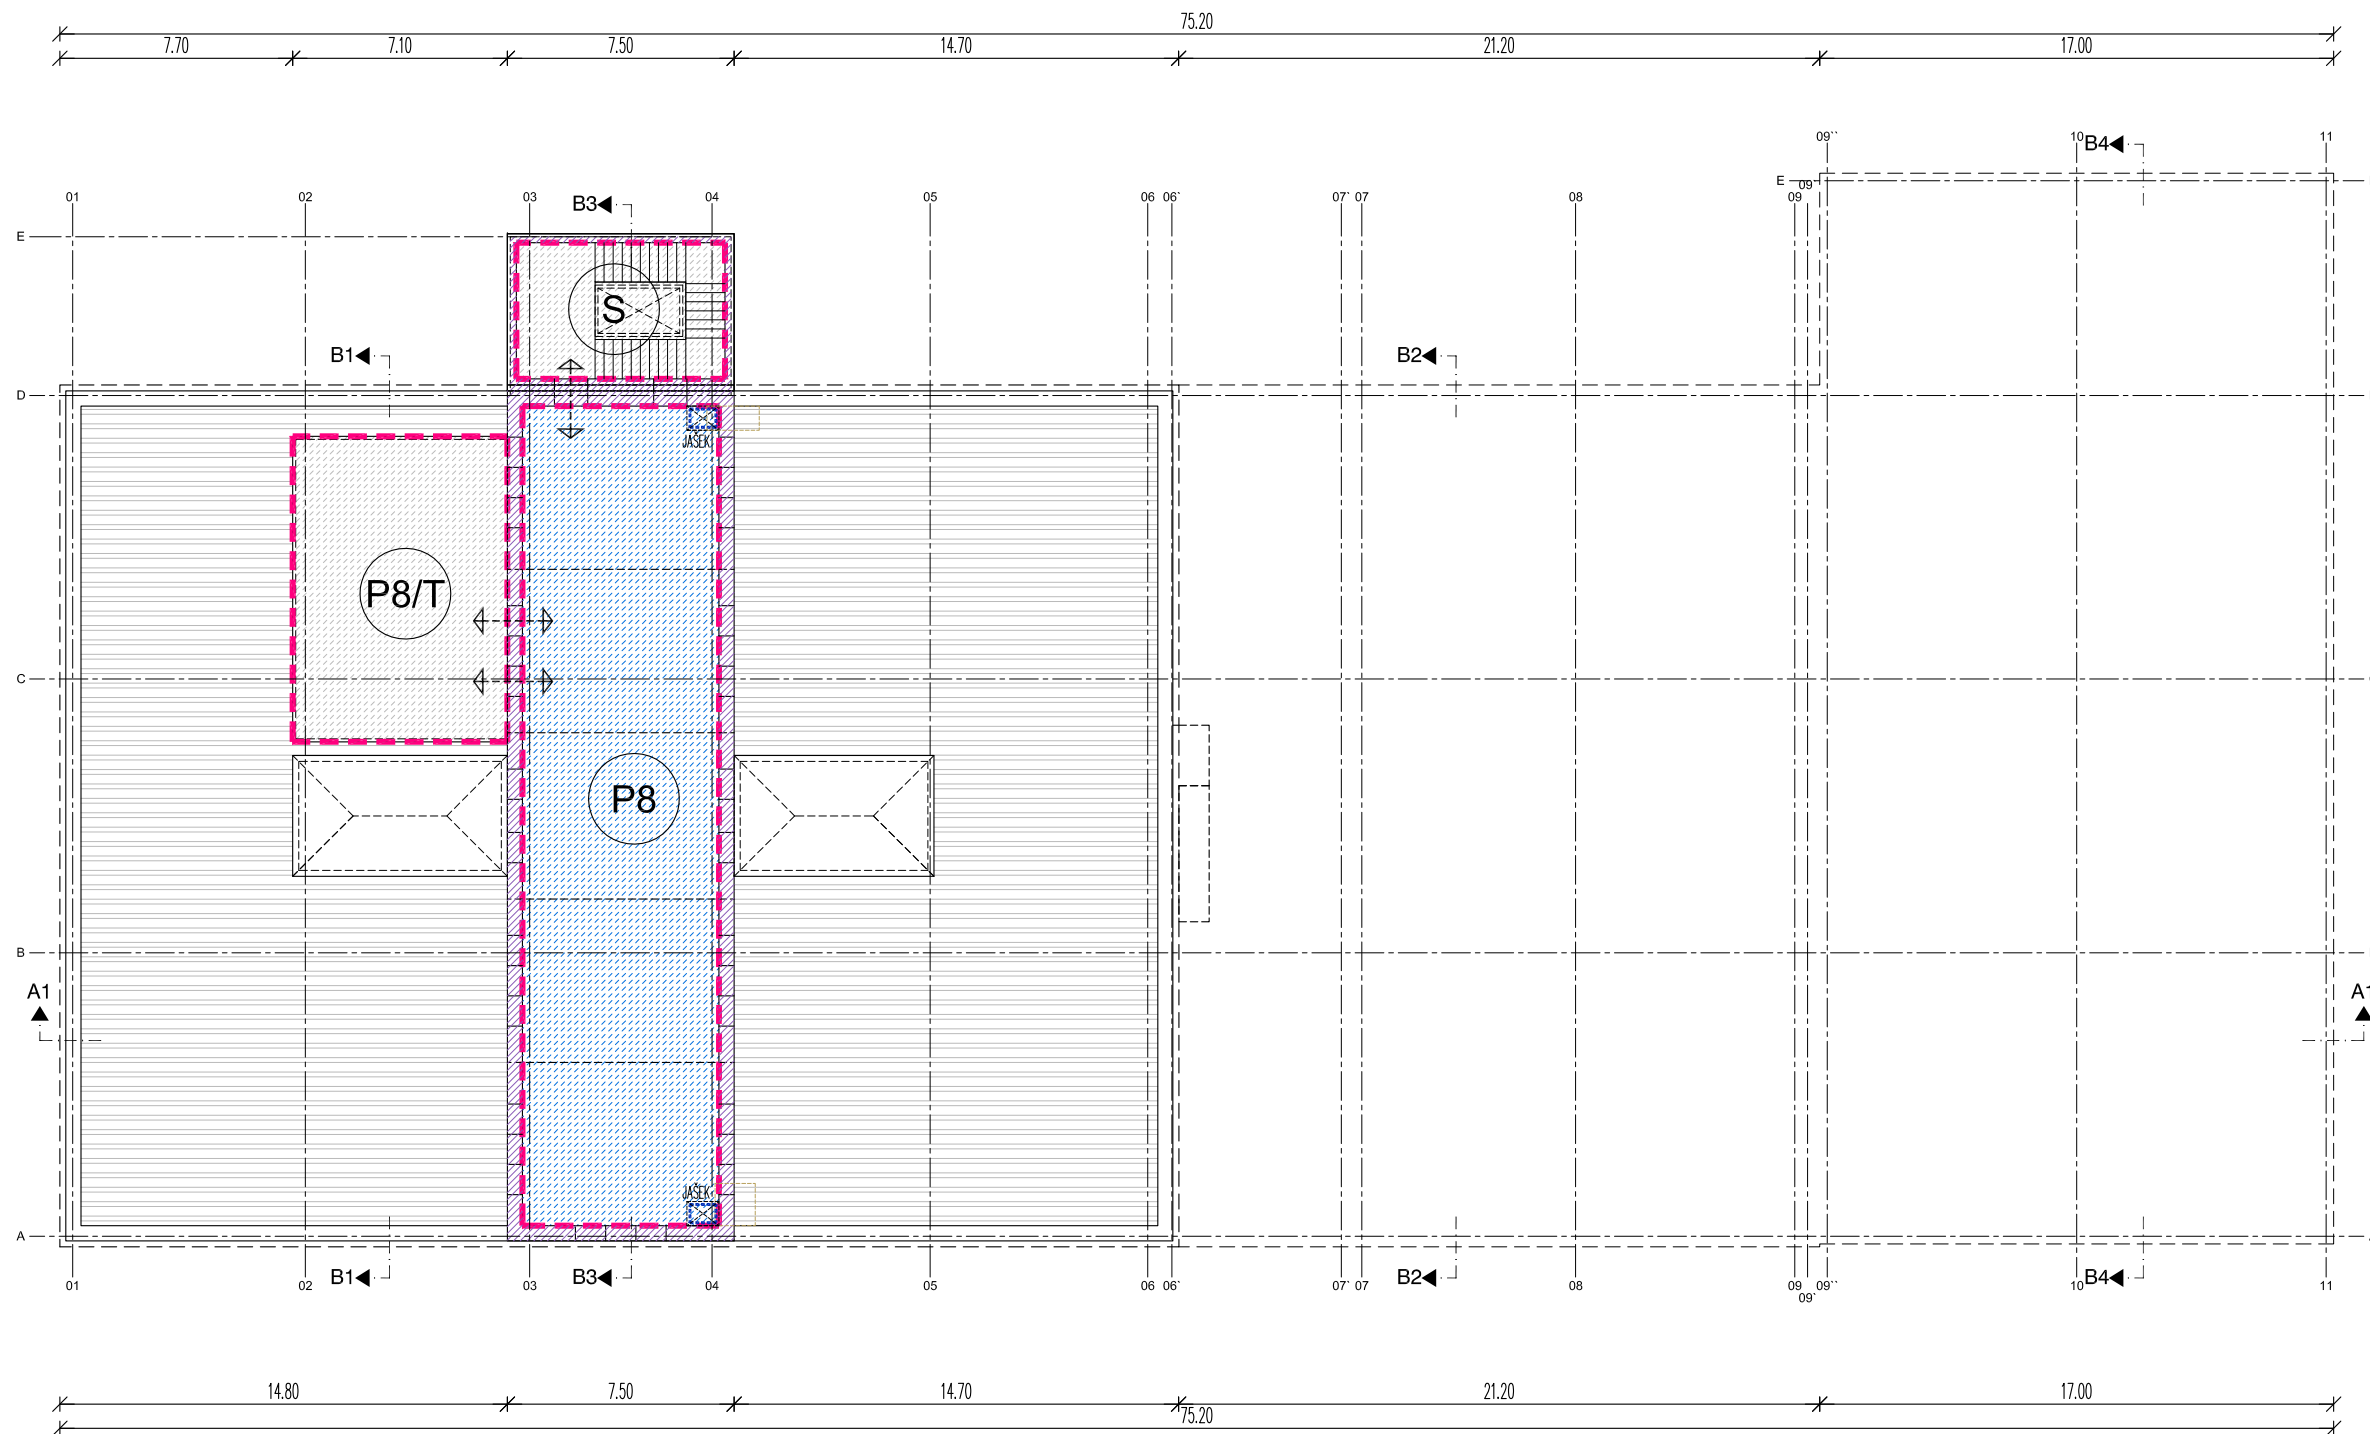 75.20
7.70 7.10 7.50 14.70 21.20 17.00
09`` 10 B4 11
E 09`
01 02 B3 03 04 05 06 06` 07` 07 08 09
E
S
B1 B2
D
JAŠEK
P8/T
C
P8
B
A1 A1
JAŠEK
A
B1 B3 B2 B4
01 02 03 04 05 06 06` 07` 07 08 09 09`` 10 11
09`
14.80 7.50 14.70 21.20 17.00
75.20